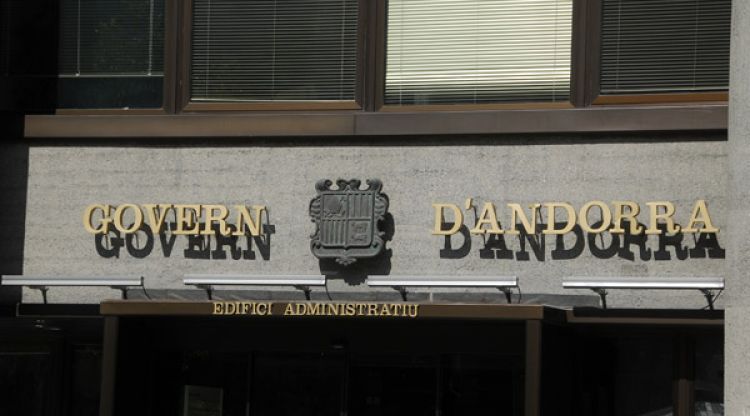 GOVERN D'ANDORRA
EDIFICI ADMINISTRATIU